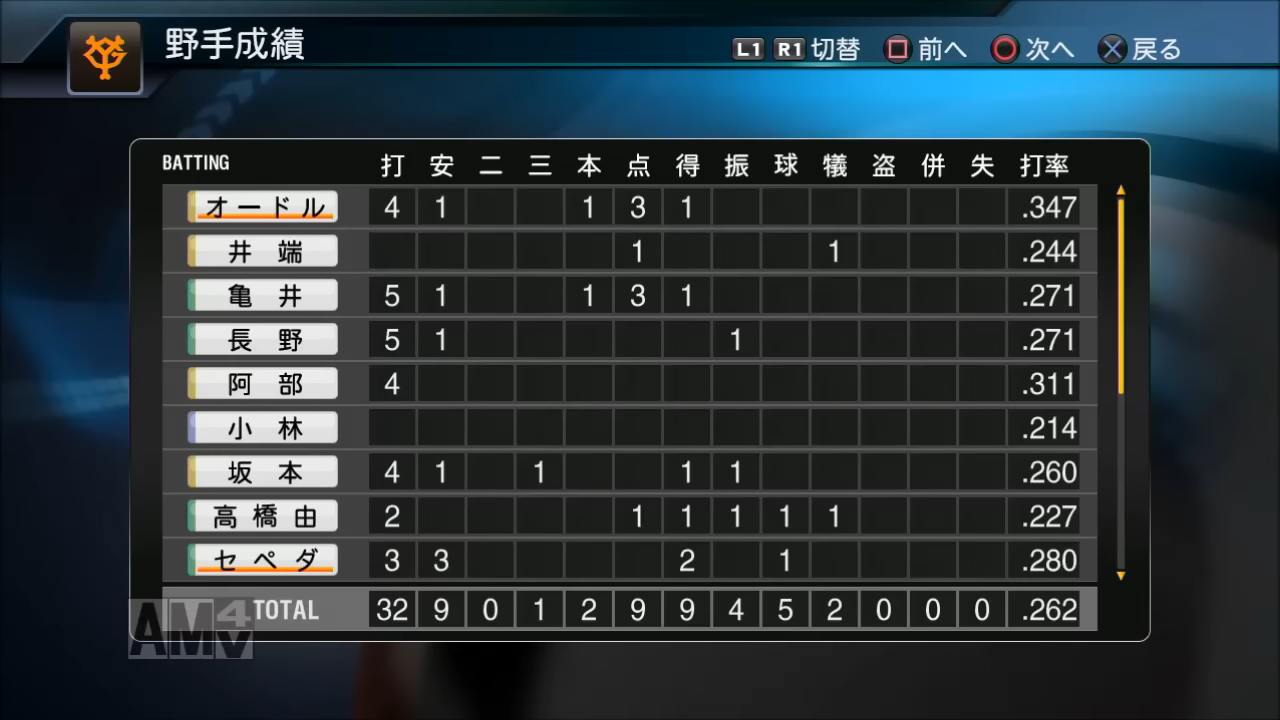 野手成績 L1 R1 切替 前へ 次へ 戻る
BATTING 打 安 二 三 本 点 得 振 球 犠 盗 併 失 打率
オードル 4 1 1 3 1 .347
井端 1 1 .244
亀井 5 1 1 3 1 .271
長野 5 1 1 .271
阿部 4 .311
小林 .214
坂本 4 1 1 1 1 .260
高橋由 2 1 1 1 1 1 .227
セペダ 3 3 2 1 .280
TOTAL 32 9 0 1 2 9 9 4 5 2 0 0 0 .262
AM4V